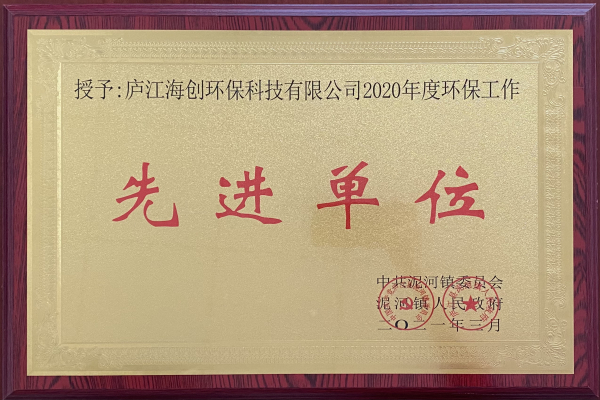 授予:庐江海创环保科技有限公司2020年度环保工作
先进单位
中共泥河镇委员会
泥河镇人民政府
二〇二一年三月